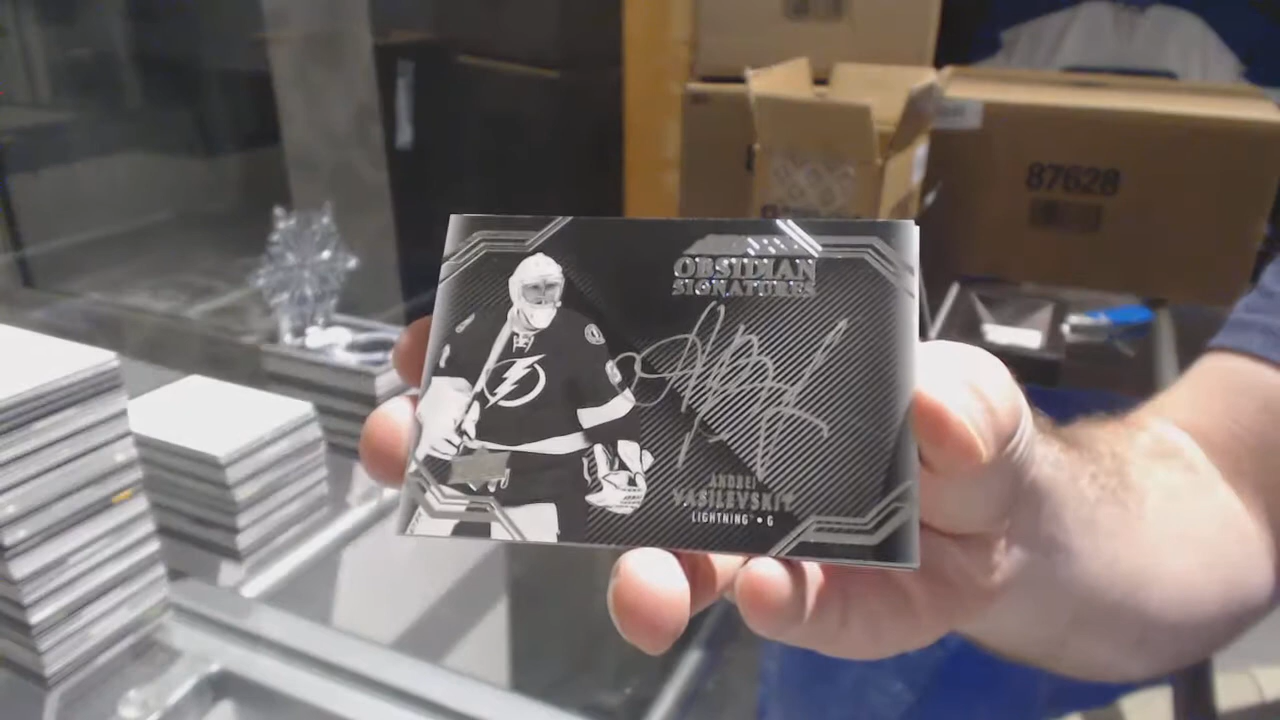 87628
OBSIDIAN
SIGNATURES
ANDREI
VASILEVSKIY
LIGHTNING • G